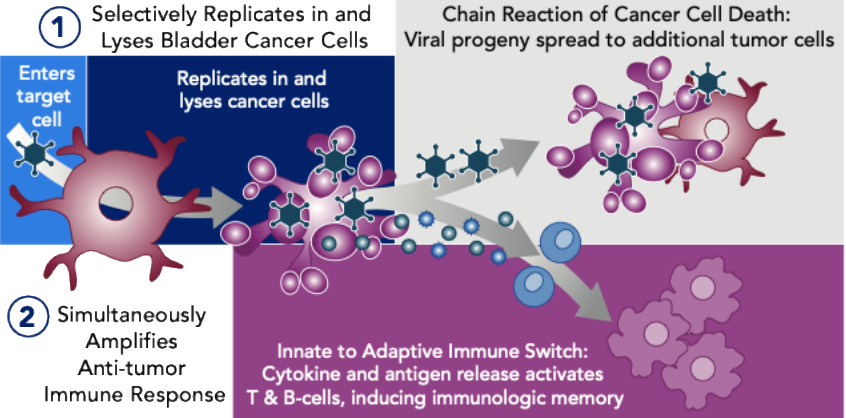 1
Selectively Replicates in and
Lyses Bladder Cancer Cells
Chain Reaction of Cancer Cell Death:
Viral progeny spread to additional tumor cells
Enters
target
cell
Replicates in and
lyses cancer cells
2
Simultaneously
Amplifies
Anti-tumor
Immune Response
Innate to Adaptive Immune Switch:
Cytokine and antigen release activates
T & B-cells, inducing immunologic memory